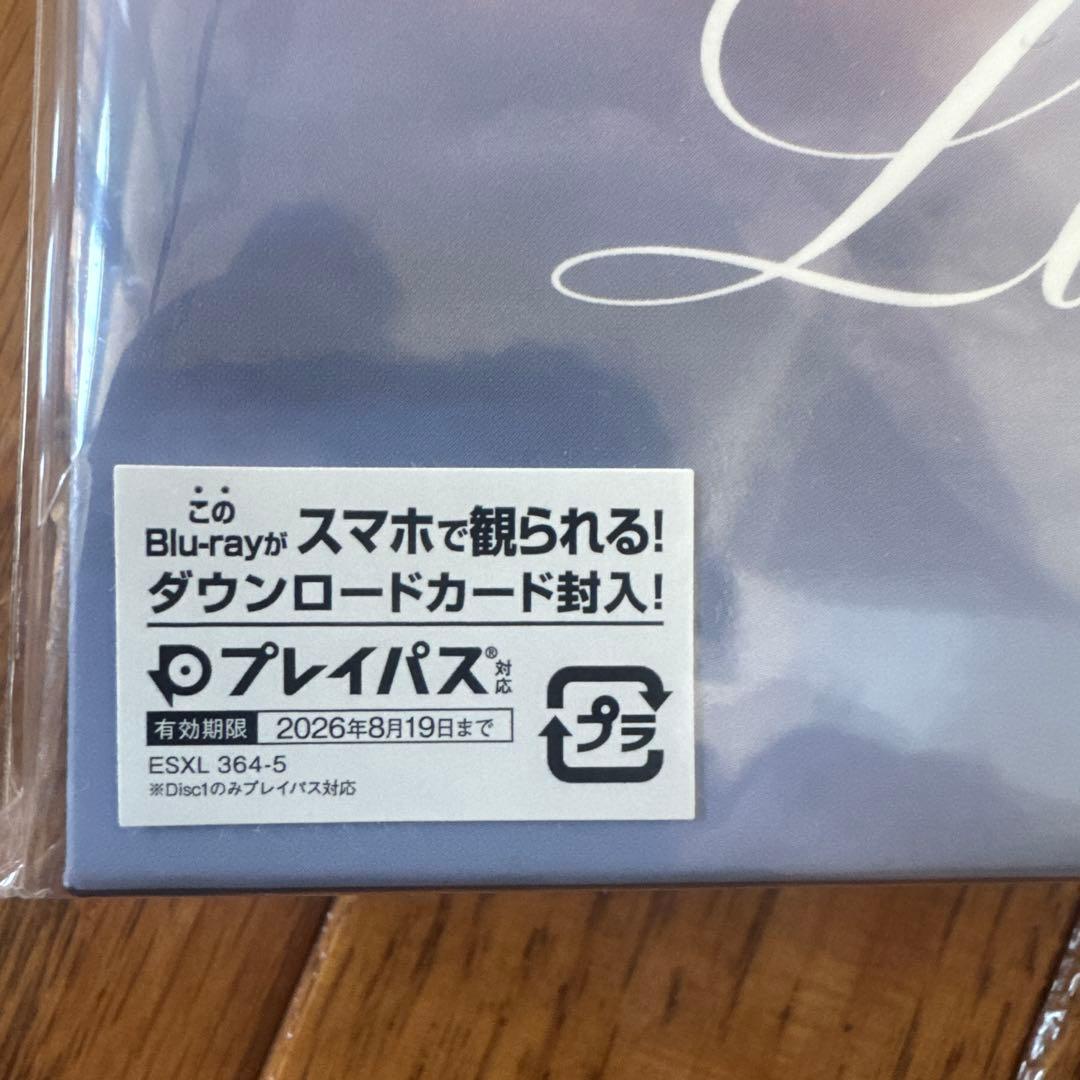 Li
この
Blu-rayが スマホで観られる!
ダウンロードカード封入!
プレイパス®対応
プラ
有効期限 2026年8月19日まで
ESXL 364-5
※Disc1のみプレイパス対応